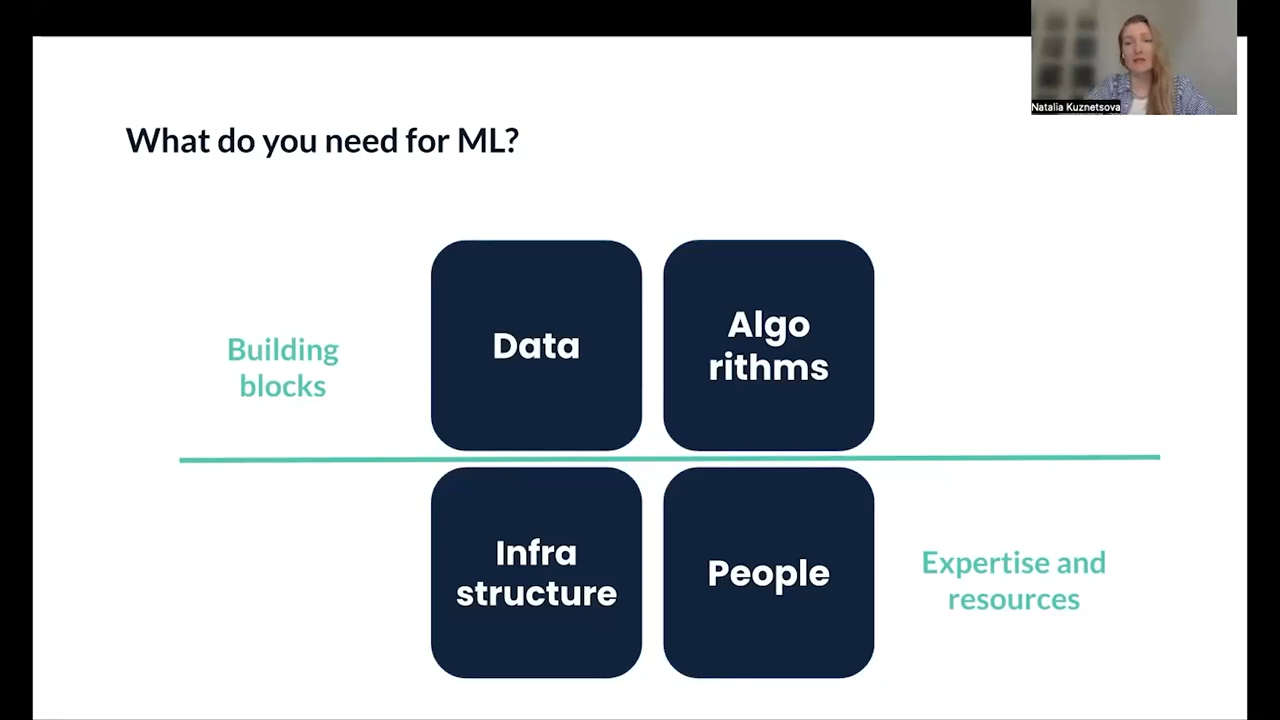 Natalia Kuznetsova
What do you need for ML?
Building
blocks
Data
Algo
rithms
Infra
structure
People
Expertise and
resources